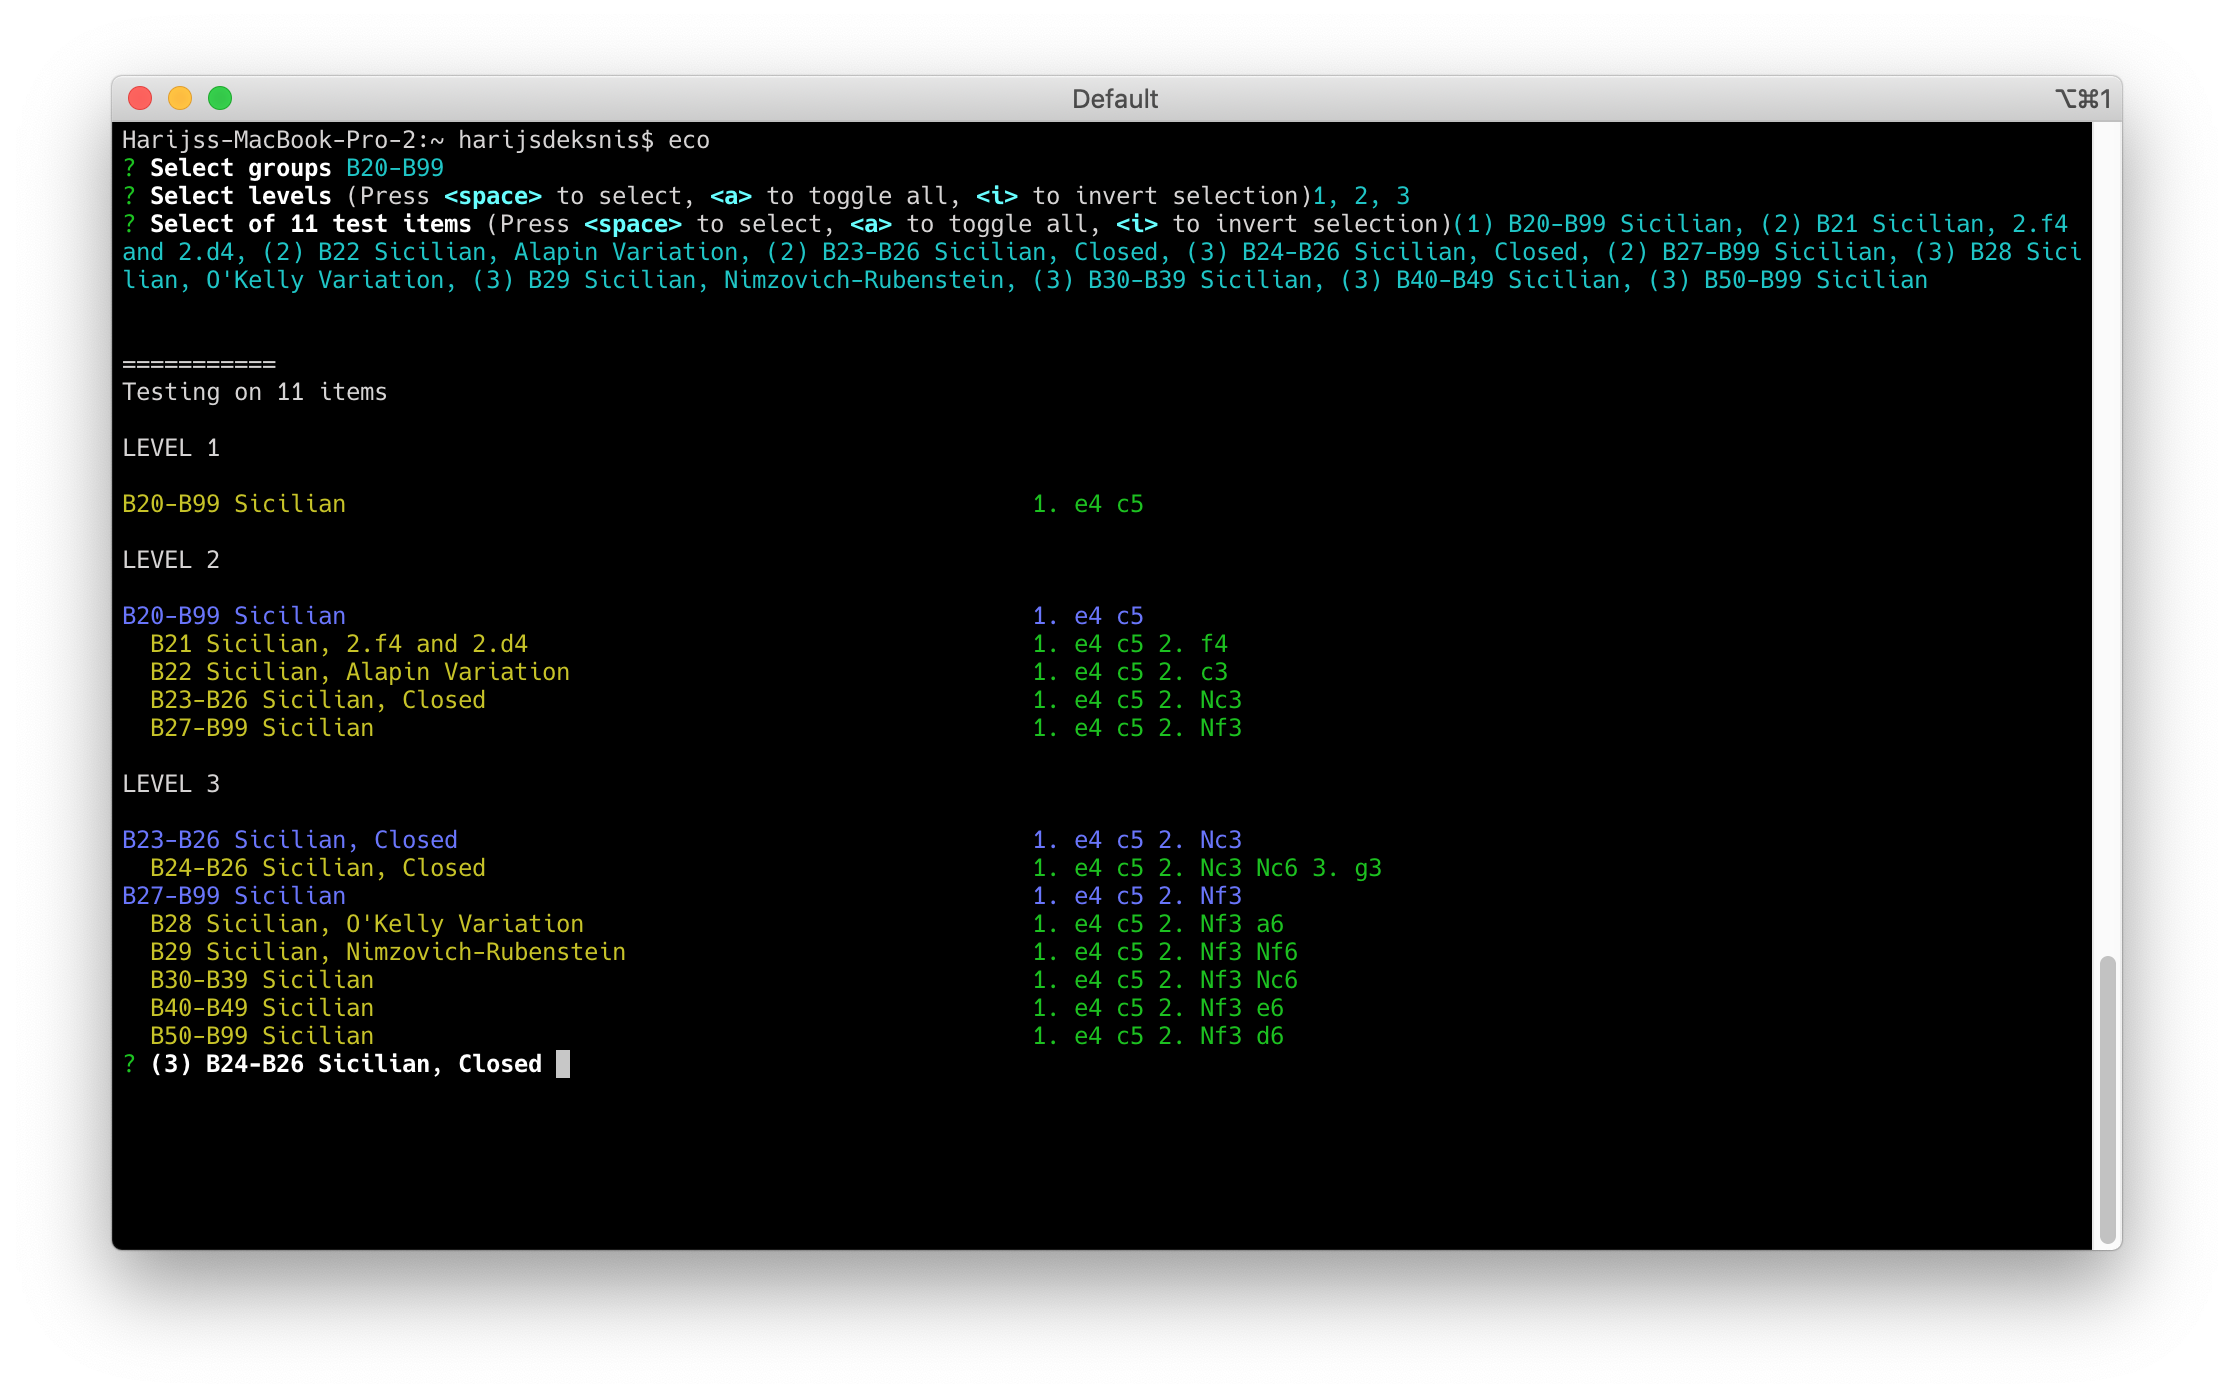 Default ⌥⌘1
Harijss-MacBook-Pro-2:~ harijsdeksnis$ eco
? Select groups B20-B99
? Select levels (Press <space> to select, <a> to toggle all, <i> to invert selection)1, 2, 3
? Select of 11 test items (Press <space> to select, <a> to toggle all, <i> to invert selection)(1) B20-B99 Sicilian, (2) B21 Sicilian, 2.f4
and 2.d4, (2) B22 Sicilian, Alapin Variation, (2) B23-B26 Sicilian, Closed, (3) B24-B26 Sicilian, Closed, (2) B27-B99 Sicilian, (3) B28 Sici
lian, O'Kelly Variation, (3) B29 Sicilian, Nimzovich-Rubenstein, (3) B30-B39 Sicilian, (3) B40-B49 Sicilian, (3) B50-B99 Sicilian
===========
Testing on 11 items
LEVEL 1
B20-B99 Sicilian 1. e4 c5
LEVEL 2
B20-B99 Sicilian 1. e4 c5
B21 Sicilian, 2.f4 and 2.d4 1. e4 c5 2. f4
B22 Sicilian, Alapin Variation 1. e4 c5 2. c3
B23-B26 Sicilian, Closed 1. e4 c5 2. Nc3
B27-B99 Sicilian 1. e4 c5 2. Nf3
LEVEL 3
B23-B26 Sicilian, Closed 1. e4 c5 2. Nc3
B24-B26 Sicilian, Closed 1. e4 c5 2. Nc3 Nc6 3. g3
B27-B99 Sicilian 1. e4 c5 2. Nf3
B28 Sicilian, O'Kelly Variation 1. e4 c5 2. Nf3 a6
B29 Sicilian, Nimzovich-Rubenstein 1. e4 c5 2. Nf3 Nf6
B30-B39 Sicilian 1. e4 c5 2. Nf3 Nc6
B40-B49 Sicilian 1. e4 c5 2. Nf3 e6
B50-B99 Sicilian 1. e4 c5 2. Nf3 d6
? (3) B24-B26 Sicilian, Closed